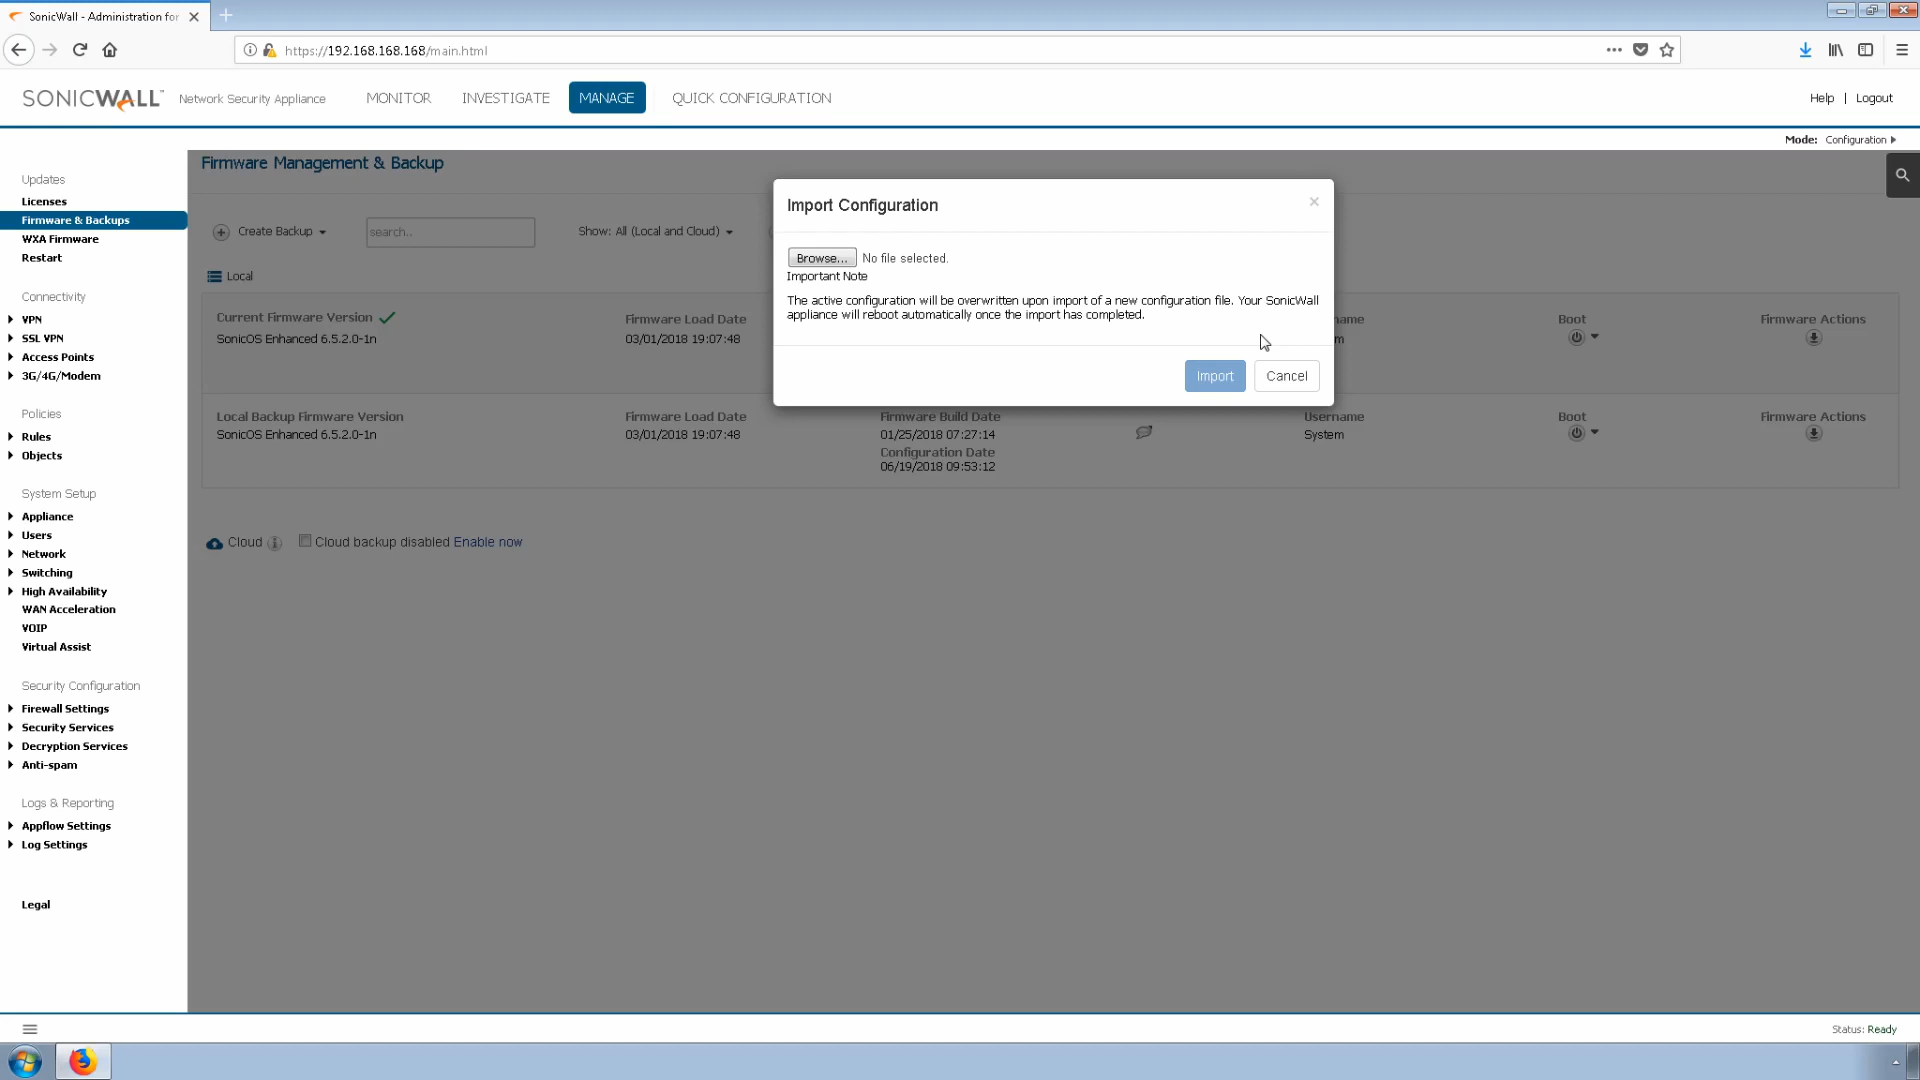 SonicWall - Administration for
https://192.168.168.168/main.html
SONICWALL Network Security Appliance MONITOR INVESTIGATE MANAGE QUICK CONFIGURATION Help | Logout
Mode: Configuration
Updates
Licenses
Firmware & Backups
WXA Firmware
Restart
Connectivity
VPN
SSL VPN
Access Points
3G/4G/Modem
Policies
Rules
Objects
System Setup
Appliance
Users
Network
Switching
High Availability
WAN Acceleration
VOIP
Virtual Assist
Security Configuration
Firewall Settings
Security Services
Decryption Services
Anti-spam
Logs & Reporting
Appflow Settings
Log Settings
Legal
Firmware Management & Backup
Create Backup search.. Show: All (Local and Cloud)
Local
Current Firmware Version Firmware Load Date Boot Firmware Actions
SonicOS Enhanced 6.5.2.0-1n 03/01/2018 19:07:48
Local Backup Firmware Version Firmware Load Date Firmware Build Date Username Boot Firmware Actions
SonicOS Enhanced 6.5.2.0-1n 03/01/2018 19:07:48 01/25/2018 07:27:14 System
Configuration Date
06/19/2018 09:53:12
Cloud Cloud backup disabled Enable now
Import Configuration
Browse... No file selected.
Important Note
The active configuration will be overwritten upon import of a new configuration file. Your SonicWall
appliance will reboot automatically once the import has completed.
Import Cancel
Status: Ready